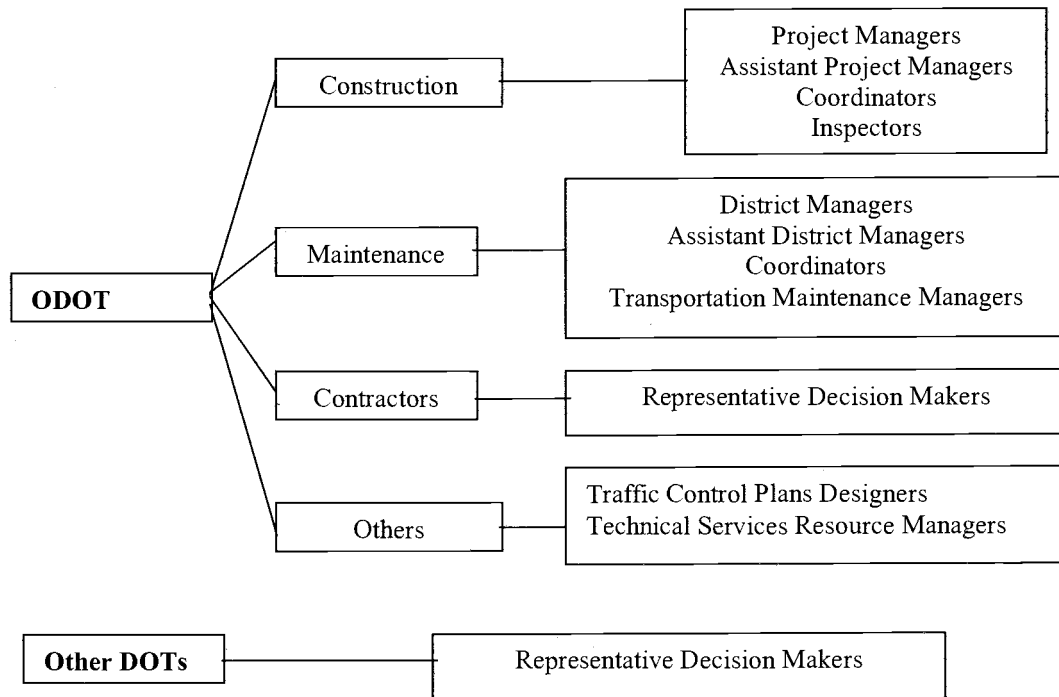 Project Managers
Assistant Project Managers
Coordinators
Inspectors
Construction
District Managers
Assistant District Managers
Coordinators
Transportation Maintenance Managers
Maintenance
ODOT
Contractors
Representative Decision Makers
Traffic Control Plans Designers
Technical Services Resource Managers
Others
Other DOTs
Representative Decision Makers